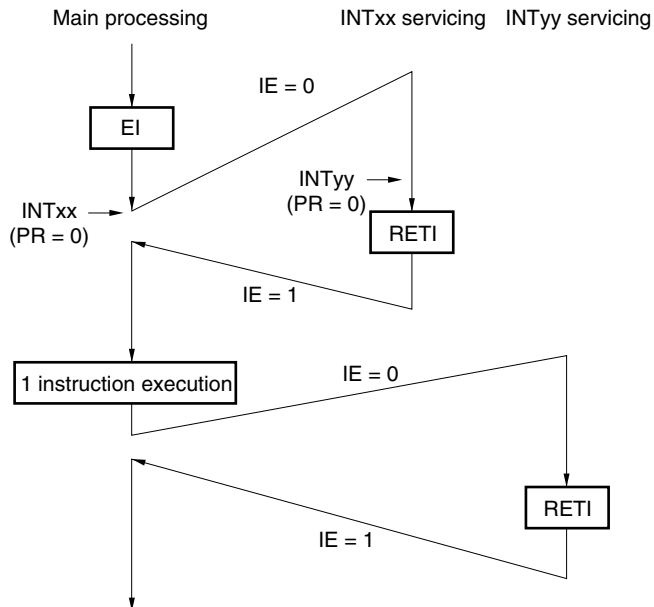 Main processing
INTxx servicing
INTyy servicing
IE = 0
EI
INTyy
(PR = 0)
INTxx
(PR = 0)
RETI
IE = 1
1 instruction execution
IE = 0
RETI
IE = 1